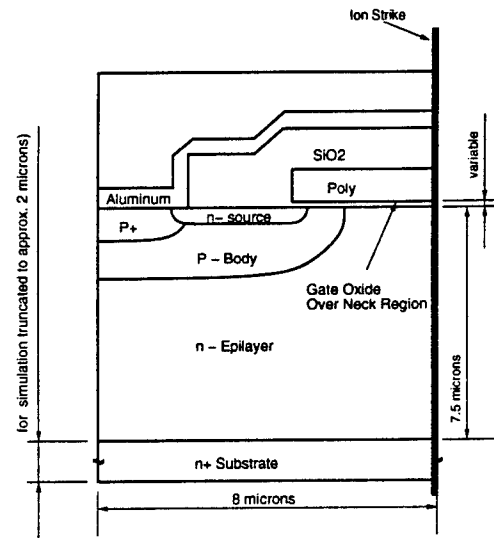 Ion Strike
SiO2
variable
Aluminum
Poly
n- source
P+
P - Body
Gate Oxide
Over Neck Region
for simulation truncated to approx. 2 microns)
n - Epilayer
7.5 microns
n+ Substrate
8 microns